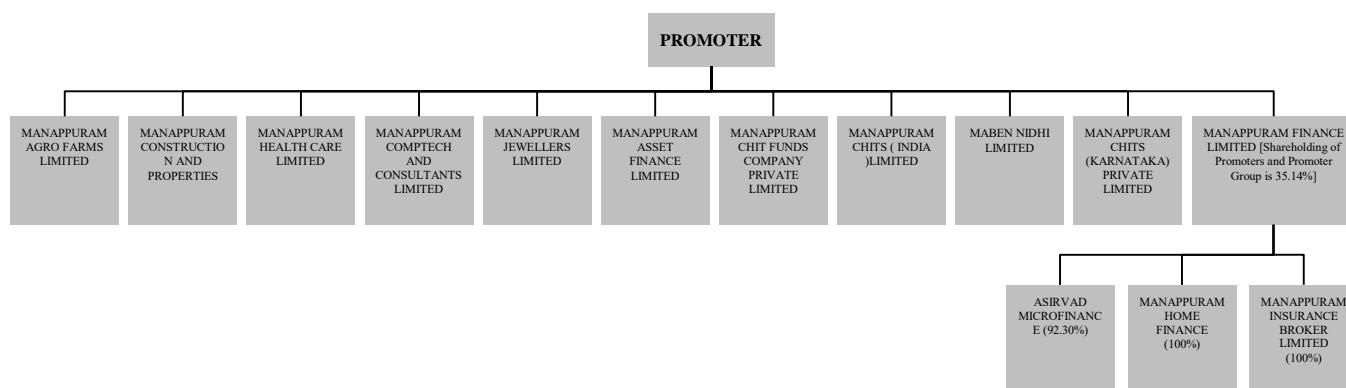 PROMOTER
MANAPPURAM
AGRO FARMS
LIMITED
MANAPPURAM
CONSTRUCTIO
N AND
PROPERTIES
MANAPPURAM
HEALTH CARE
LIMITED
MANAPPURAM
COMPTECH
AND
CONSULTANTS
LIMITED
MANAPPURAM
JEWELLERS
LIMITED
MANAPPURAM
ASSET
FINANCE
LIMITED
MANAPPURAM
CHIT FUNDS
COMPANY
PRIVATE
LIMITED
MANAPPURAM
CHITS ( INDIA
)LIMITED
MABEN NIDHI
LIMITED
MANAPPURAM
CHITS
(KARNATAKA)
PRIVATE
LIMITED
MANAPPURAM FINANCE
LIMITED [Shareholding of
Promoters and Promoter
Group is 35.14%]
ASIRVAD
MICROFINANC
E (92.30%)
MANAPPURAM
HOME
FINANCE
(100%)
MANAPPURAM
INSURANCE
BROKER
LIMITED
(100%)